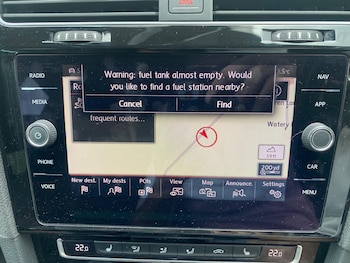 RADIO
MEDIA
PHONE
VOICE
NAV
APP
CAR
MENU
Warning: fuel tank almost empty. Would
you like to find a fuel station nearby?
Cancel
Find
frequent routes...
Watery
New dest.
My dests
POIs
View
Map
Announce.
Settings
22.0
22.0